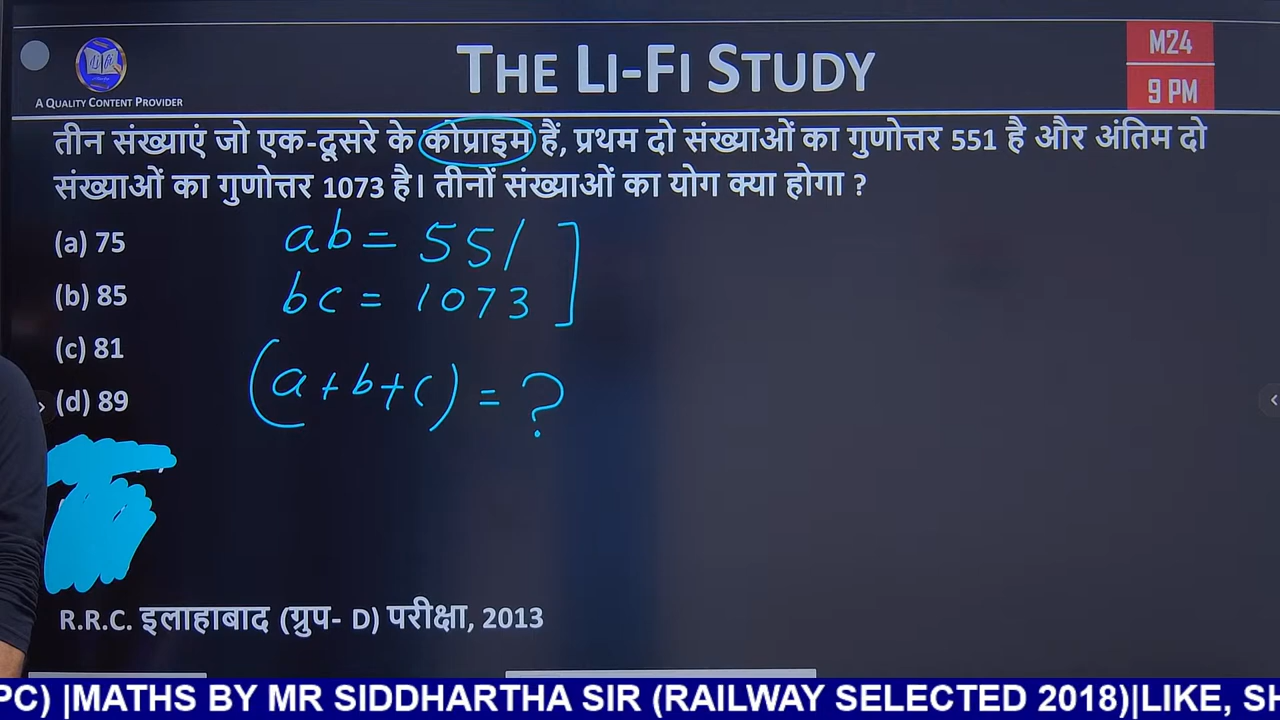 THE LI-FI STUDY
M24
9 PM
A QUALITY CONTENT PROVIDER
तीन संख्याएं जो एक-दूसरे के कोप्राइम हैं, प्रथम दो संख्याओं का गुणोत्तर 551 है और अंतिम दो
संख्याओं का गुणोत्तर 1073 है। तीनों संख्याओं का योग क्या होगा ?
(a) 75
ab = 551
(b) 85
bc = 1073
(c) 81
(a+b+c) = ?
(d) 89
R.R.C. इलाहाबाद (ग्रुप- D) परीक्षा, 2013
PC) |MATHS BY MR SIDDHARTHA SIR (RAILWAY SELECTED 2018)|LIKE, SH